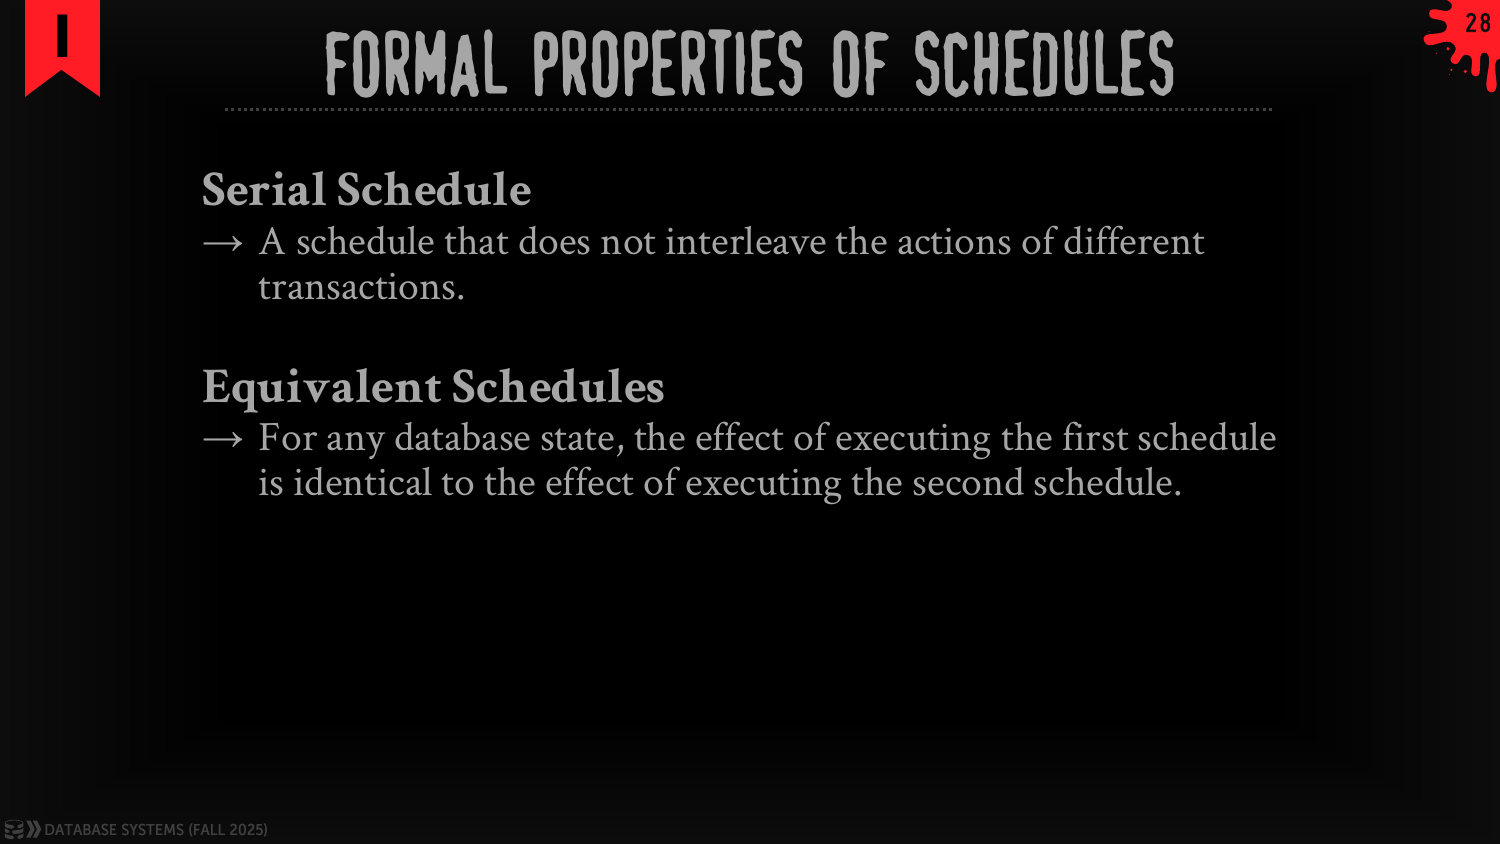 I
FORMAL PROPERTIES OF SCHEDULES
28
Serial Schedule
→ A schedule that does not interleave the actions of different
transactions.
Equivalent Schedules
→ For any database state, the effect of executing the first schedule
is identical to the effect of executing the second schedule.
DATABASE SYSTEMS (FALL 2025)